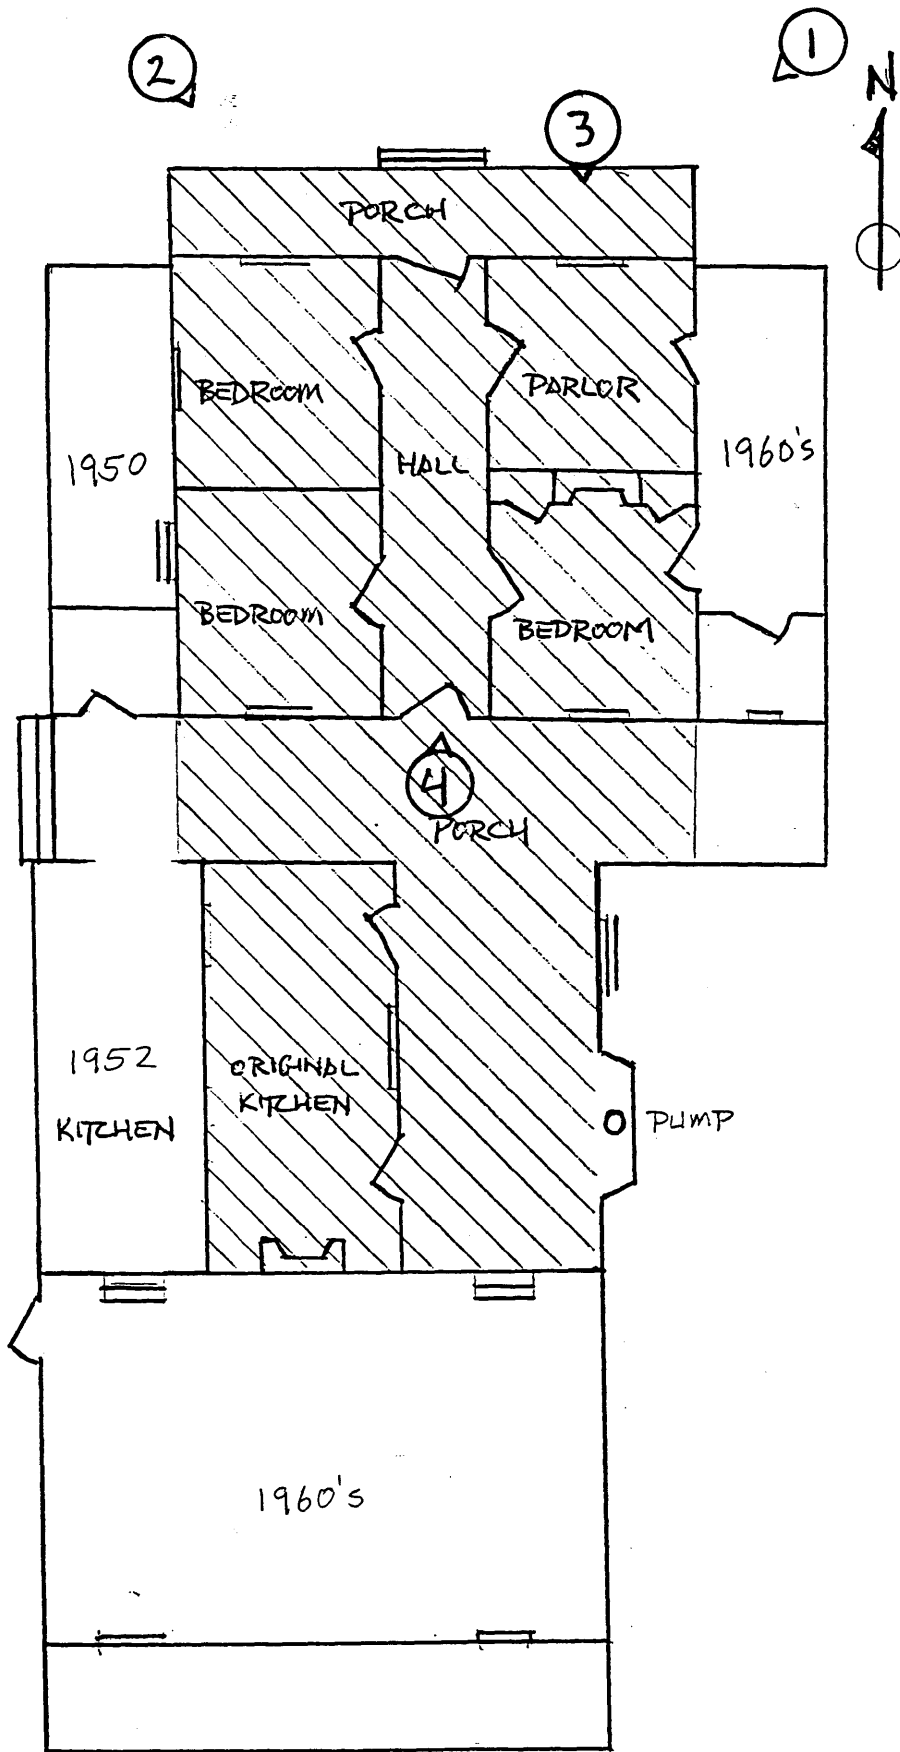 1
2
N
3
PORCH
BEDROOM
PARLOR
1950
HALL
1960's
BEDROOM
BEDROOM
4
PORCH
1952
KITCHEN
ORIGINAL
KITCHEN
PUMP
1960's